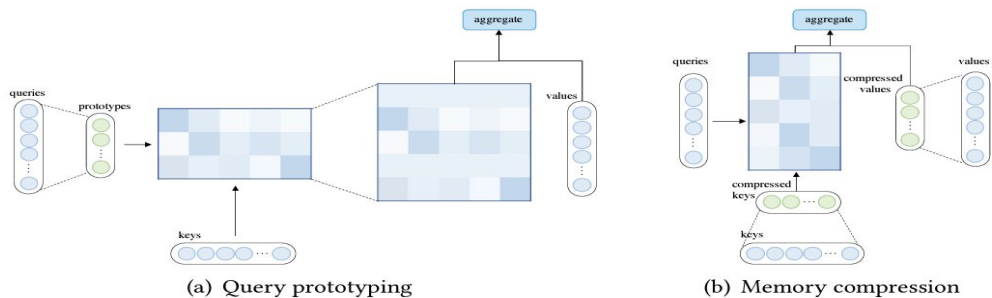 aggregate
queries
prototypes
values
keys
(a) Query prototyping
aggregate
queries
compressed
values
values
compressed
keys
keys
(b) Memory compression